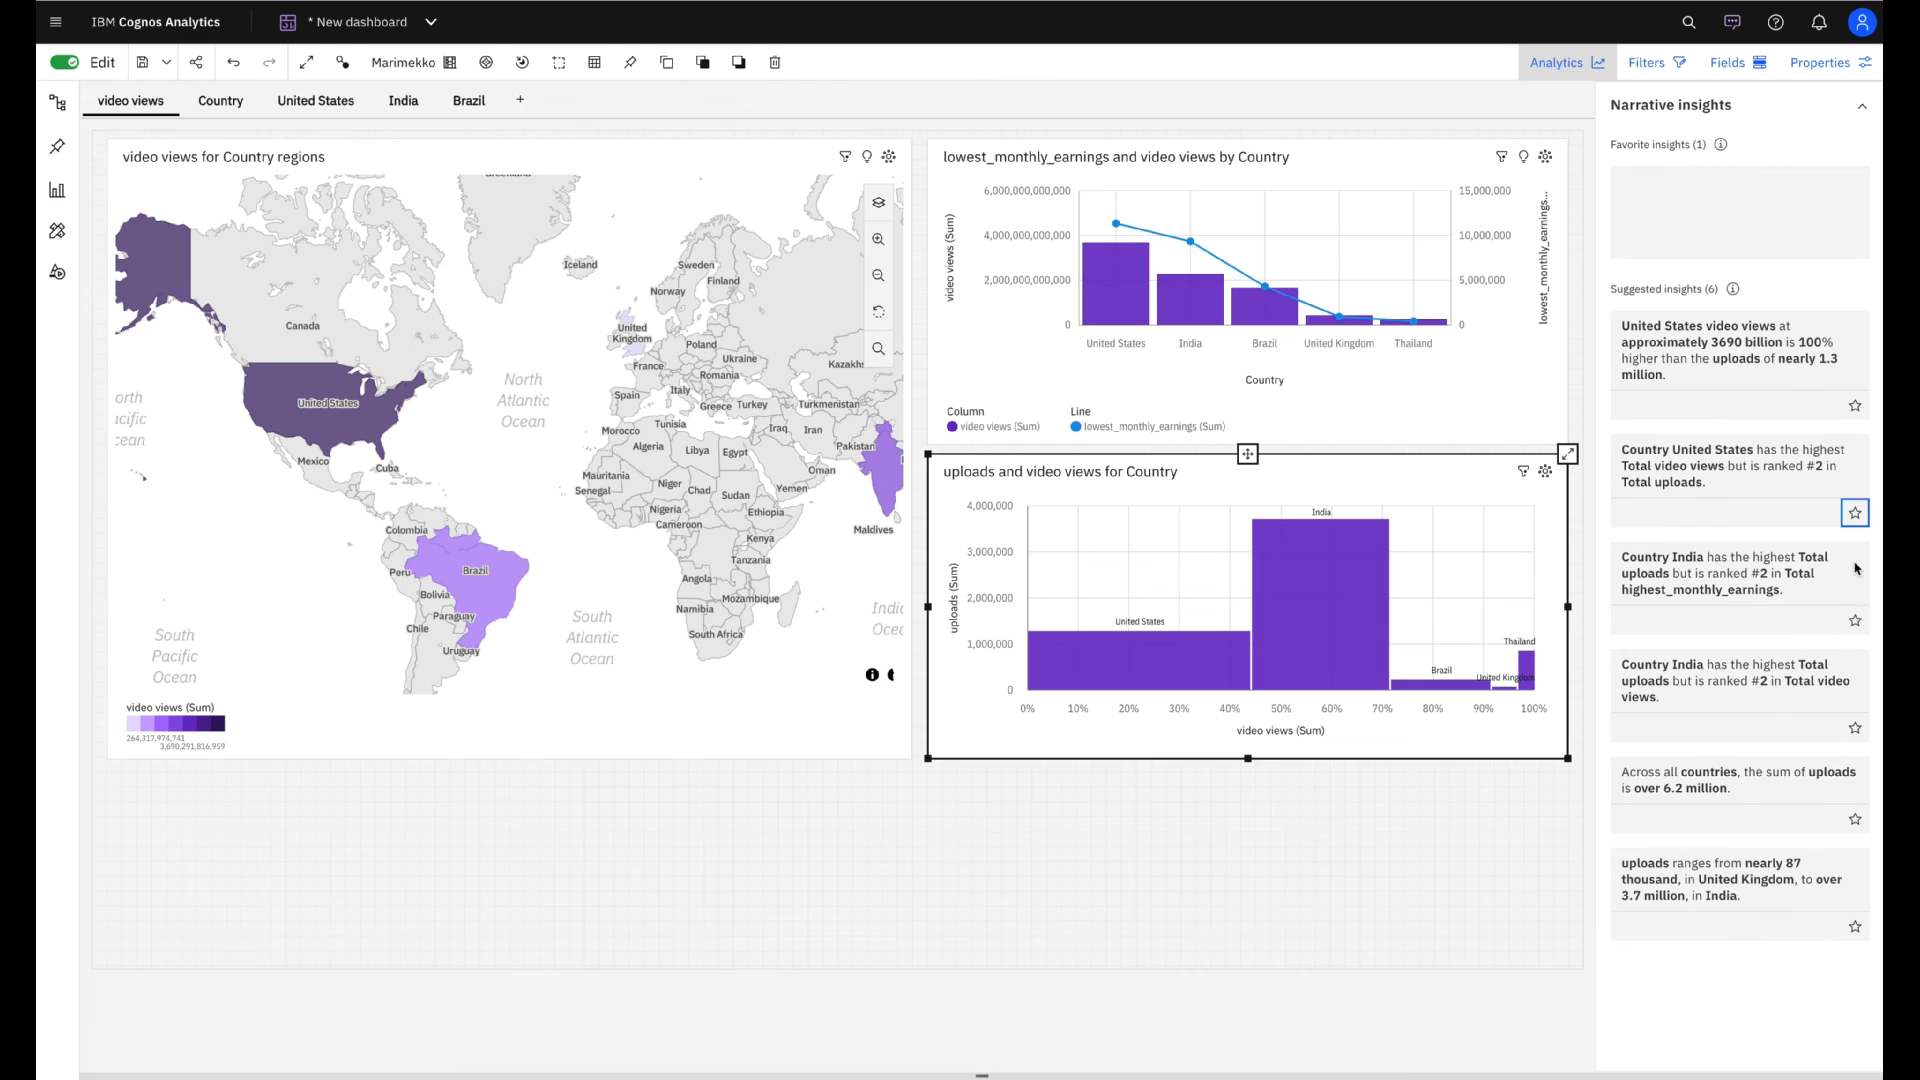 IBM Cognos Analytics
* New dashboard
Edit
Marimekko
Analytics
Filters
Fields
Properties
video views
Country
United States
India
Brazil
+
video views for Country regions
Iceland
Sweden
Finland
Norway
Canada
United
Kingdom
Poland
Ukraine
France
Romania
North
Atlantic
Ocean
Spain
Italy
Greece
Turkey
Turkmenistan
United States
Morocco
Tunisia
Iraq
Iran
Algeria
Libya
Egypt
Pakistan
Mexico
Cuba
Oman
Mauritania
Senegal
Niger
Chad
Sudan
Yemen
Nigeria
Ethiopia
Cameroon
Maldives
Colombia
Kenya
Brazil
Peru
Tanzania
Angola
Bolivia
Mozambique
Namibia
Paraguay
Chile
South Africa
South
Atlantic
Ocean
Uruguay
South
Pacific
Ocean
video views (Sum)
264,317,974,741
3,690,291,816,959
lowest_monthly_earnings and video views by Country
6,000,000,000,000
4,000,000,000,000
2,000,000,000,000
0
video views (Sum)
15,000,000
10,000,000
5,000,000
0
lowest_monthly_earnings...
United States
India
Brazil
United Kingdom
Thailand
Country
Column
video views (Sum)
Line
lowest_monthly_earnings (Sum)
uploads and video views for Country
4,000,000
3,000,000
2,000,000
1,000,000
0
uploads (Sum)
United States
India
Brazil
United Kingdom
Thailand
0%
10%
20%
30%
40%
50%
60%
70%
80%
90%
100%
video views (Sum)
Narrative insights
Favorite insights (1)
Suggested insights (6)
United States video views at
approximately 3690 billion is 100%
higher than the uploads of nearly 1.3
million.
Country United States has the highest
Total video views but is ranked #2 in
Total uploads.
Country India has the highest Total
uploads but is ranked #2 in Total
highest_monthly_earnings.
Country India has the highest Total
uploads but is ranked #2 in Total video
views.
Across all countries, the sum of uploads
is over 6.2 million.
uploads ranges from nearly 87
thousand, in United Kingdom, to over
3.7 million, in India.